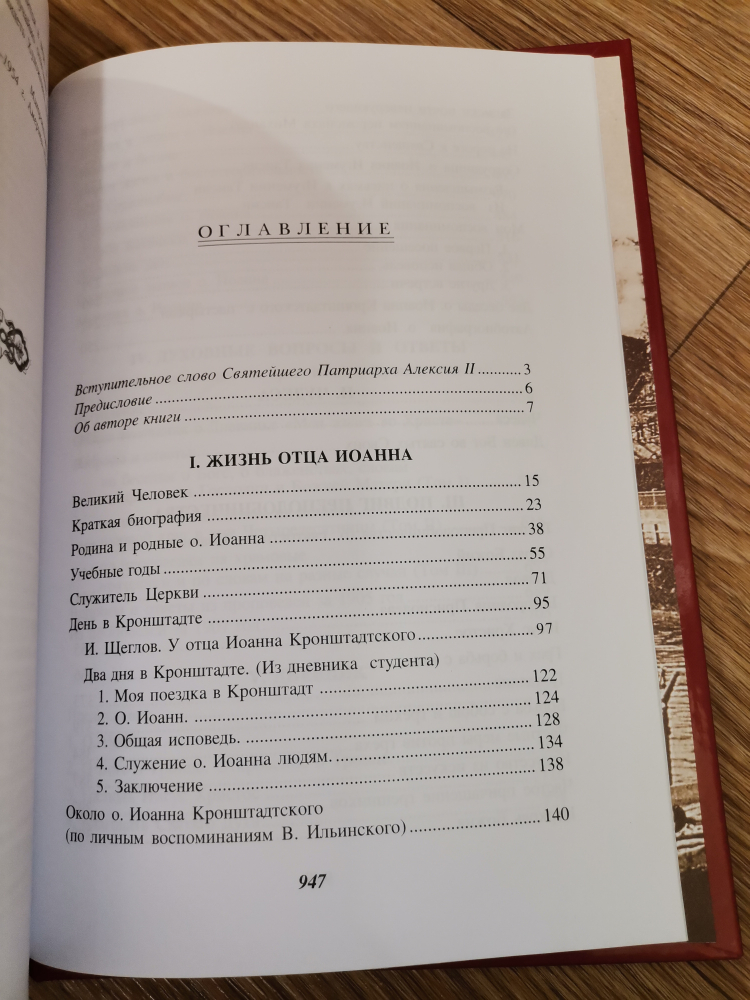 ОГЛАВЛЕНИЕ
Вступительное слово Святейшего Патриарха Алексия II ........... 3
Предисловие ........... 6
Об авторе книги ........... 7
I. ЖИЗНЬ ОТЦА ИОАННА
Великий Человек ........... 15
Краткая биография ........... 23
Родина и родные о. Иоанна ........... 38
Учебные годы ........... 55
Служитель Церкви ........... 71
День в Кронштадте ........... 95
И. Щеглов. У отца Иоанна Кронштадтского ........... 97
Два дня в Кронштадте. (Из дневника студента)
1. Моя поездка в Кронштадт ........... 122
2. О. Иоанн. ........... 124
3. Общая исповедь. ........... 128
4. Служение о. Иоанна людям. ........... 134
5. Заключение ........... 138
Около о. Иоанна Кронштадтского
(по личным воспоминаниям В. Ильинского) ........... 140
947